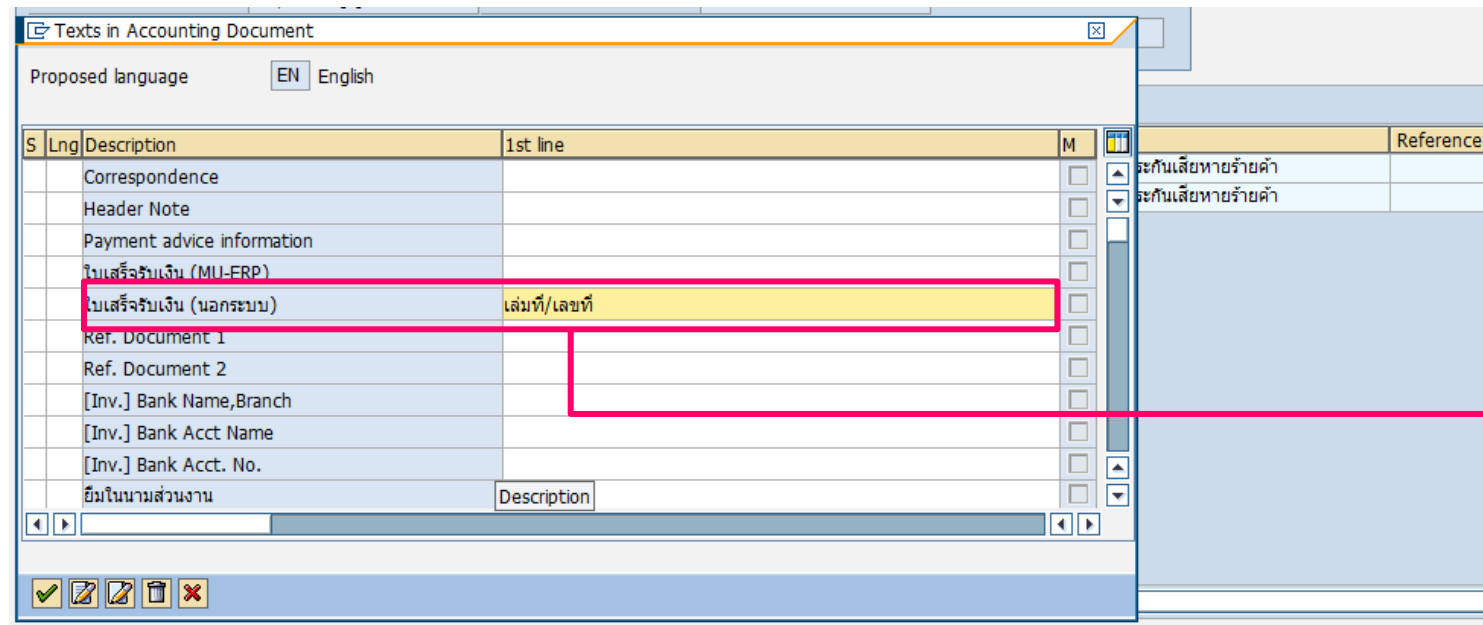 Texts in Accounting Document
Proposed language EN English
S Lng Description 1st line M
Correspondence
Header Note
Payment advice information
ใบเสร็จรับเงิน (MU-ERP)
ใบเสร็จรับเงิน (นอกระบบ) เล่มที่/เลขที่
Ref. Document 1
Ref. Document 2
[Inv.] Bank Name,Branch
[Inv.] Bank Acct Name
[Inv.] Bank Acct. No.
ยืมในนามส่วนงาน Description
Reference
ระกันเสียหายร้ายค้า
ระกันเสียหายร้ายค้า